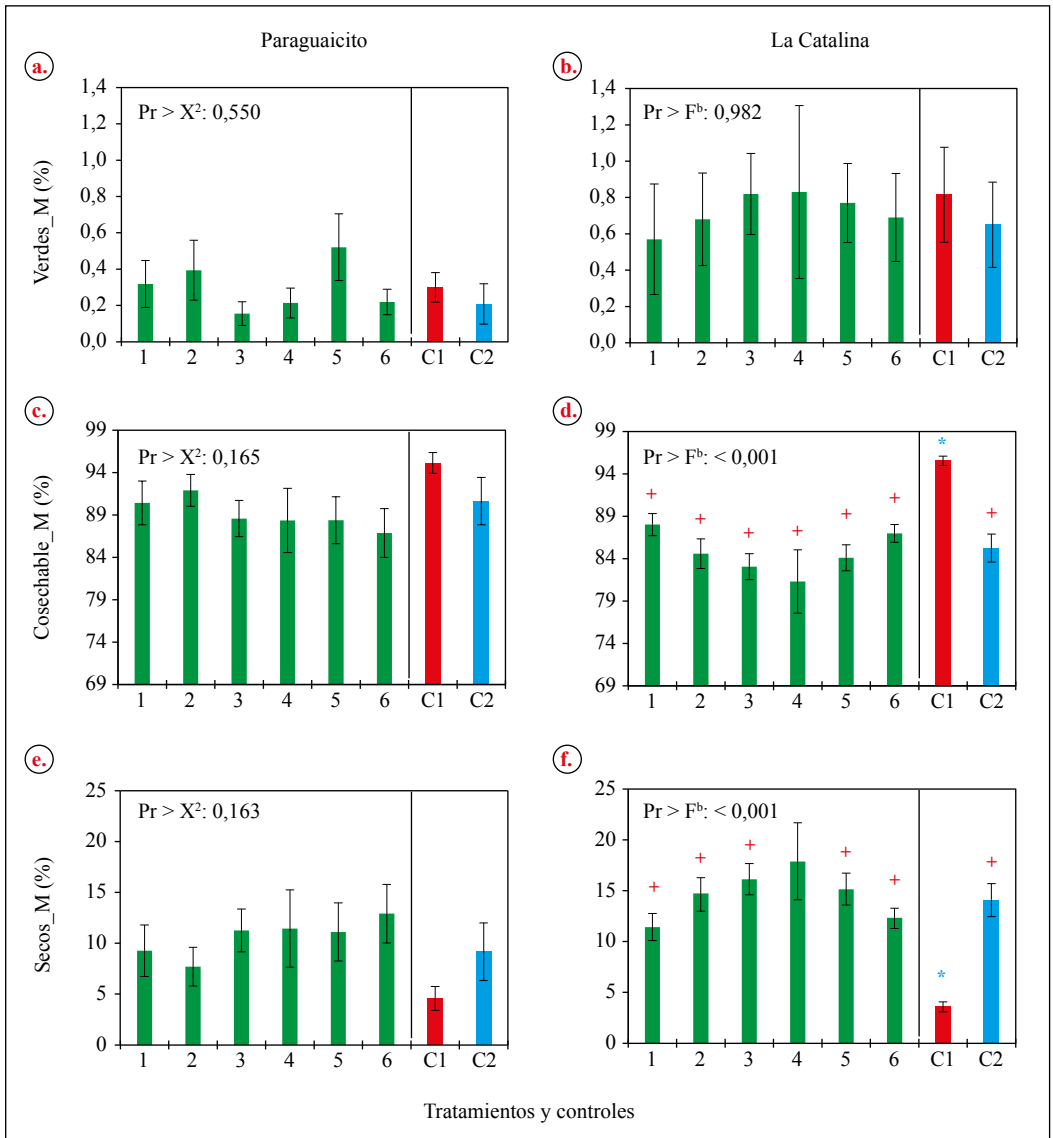 Paraguaicito
La Catalina
a.
Verdes_M (%)
1,4
1,2
1,0
0,8
0,6
0,4
0,2
0,0
Pr > X²: 0,550
1 2 3 4 5 6 C1 C2
b.
1,4
1,2
1,0
0,8
0,6
0,4
0,2
0,0
Pr > Fᵇ: 0,982
1 2 3 4 5 6 C1 C2
c.
Cosechable_M (%)
99
94
89
84
79
74
69
Pr > X²: 0,165
1 2 3 4 5 6 C1 C2
d.
99
94
89
84
79
74
69
Pr > Fᵇ: < 0,001
*
+ + + + + + +
1 2 3 4 5 6 C1 C2
e.
Secos_M (%)
25
20
15
10
5
0
Pr > X²: 0,163
1 2 3 4 5 6 C1 C2
f.
25
20
15
10
5
0
Pr > Fᵇ: < 0,001
+ + + + + +
*
1 2 3 4 5 6 C1 C2
Tratamientos y controles